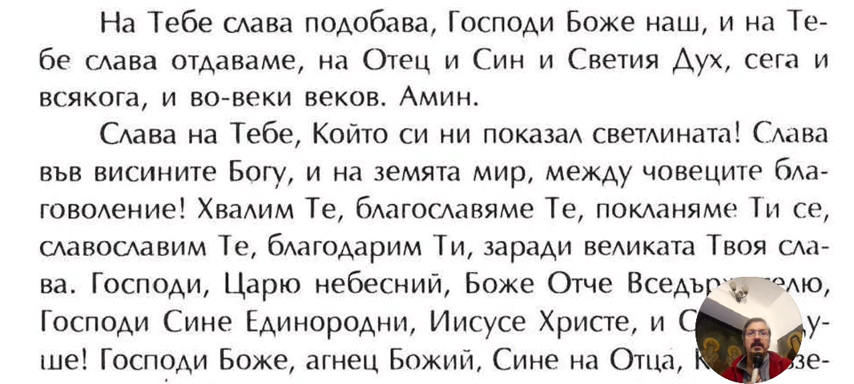 На Тебе слава подобава, Господи Боже наш, и на Те-
бе слава отдаваме, на Отец и Син и Светия Дух, сега и
всякога, и во-веки веков. Амин.
Слава на Тебе, Който си ни показал светлината! Слава
във висините Богу, и на земята мир, между човеците бла-
говоление! Хвалим Те, благославяме Те, покланяме Ти се,
славославим Те, благодарим Ти, заради великата Твоя сла-
ва. Господи, Царю небесний, Боже Отче
Господи Сине Единородни, Иисусе Христе, и
ше! Господи Боже, агнец Божий, Сине на Отца,